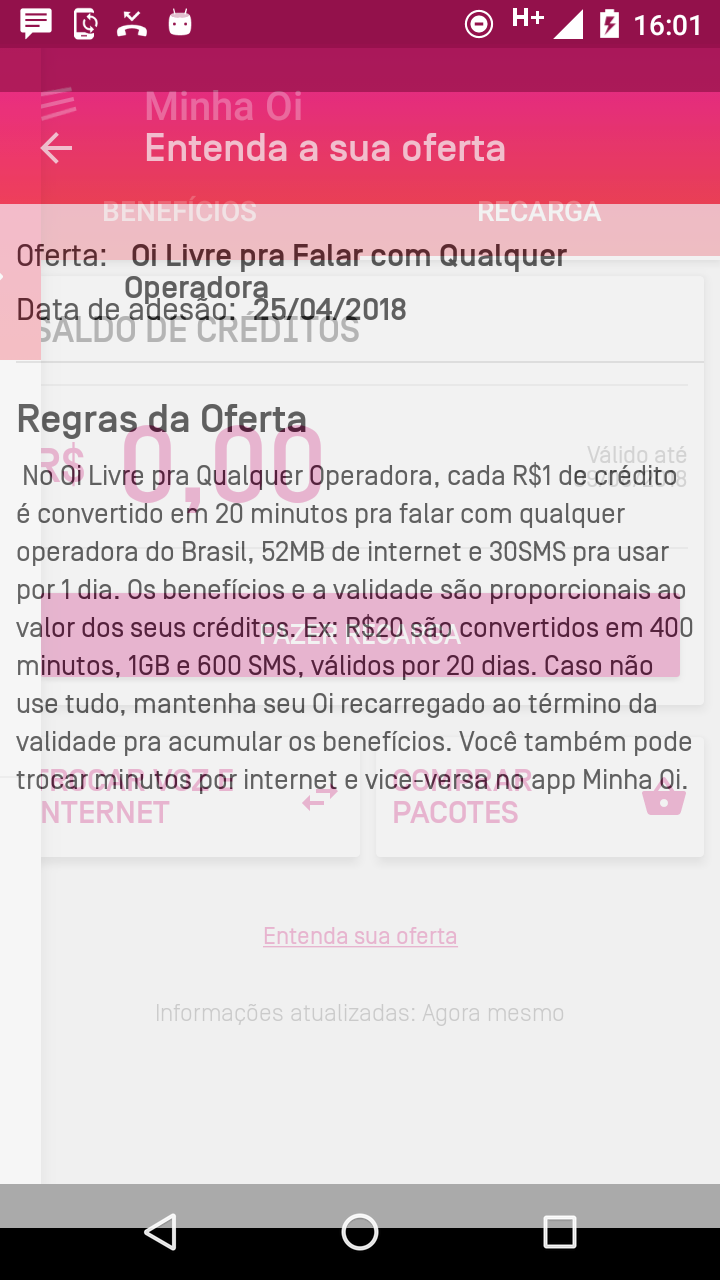 H+ 16:01
Minha Oi
Entenda a sua oferta
BENEFÍCIOS RECARGA
Oferta: Oi Livre pra Falar com Qualquer
Operadora
Data de adesão: 25/04/2018
SALDO DE CRÉDITOS
Regras da Oferta
R$ 0,00
Válido até
No Oi Livre pra Qualquer Operadora, cada R$1 de crédito
é convertido em 20 minutos pra falar com qualquer
operadora do Brasil, 52MB de internet e 30SMS pra usar
por 1 dia. Os benefícios e a validade são proporcionais ao
valor dos seus créditos. Ex: R$20 são convertidos em 400
FAZER RECARGA
minutos, 1GB e 600 SMS, válidos por 20 dias. Caso não
use tudo, mantenha seu Oi recarregado ao término da
validade pra acumular os benefícios. Você também pode
trocar minutos por internet e vice-versa no app Minha Oi.
TROCAR VOZ E
NTERNET
COMPRAR
PACOTES
Entenda sua oferta
Informações atualizadas: Agora mesmo